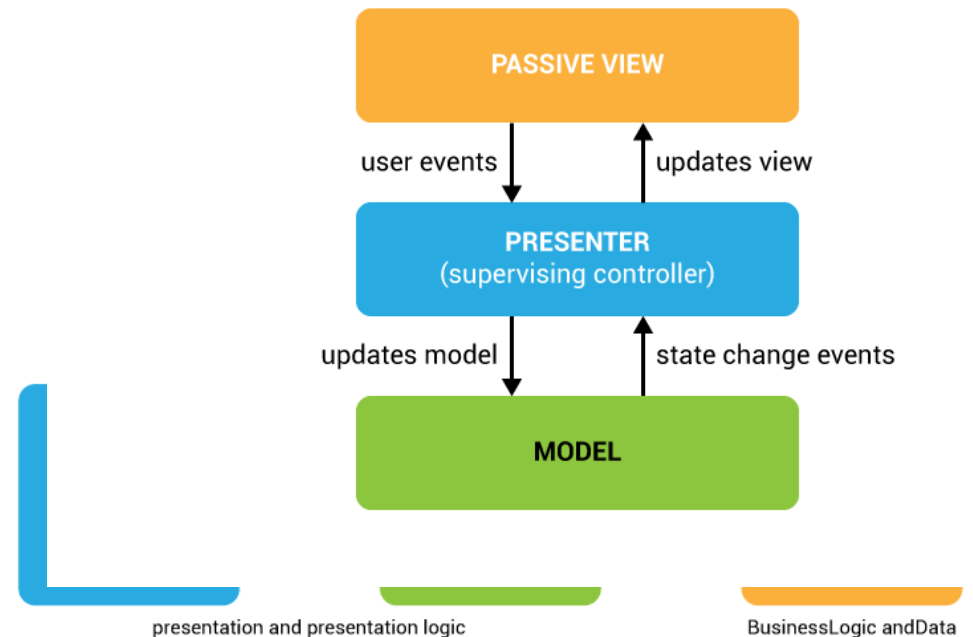 PASSIVE VIEW
user events
updates view
PRESENTER
(supervising controller)
updates model
state change events
MODEL
presentation and presentation logic
BusinessLogic andData